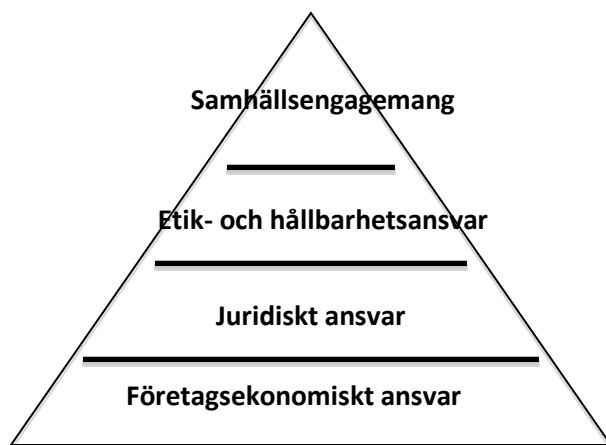 Samhällsengagemang
Etik- och hållbarhetsansvar
Juridiskt ansvar
Företagsekonomiskt ansvar